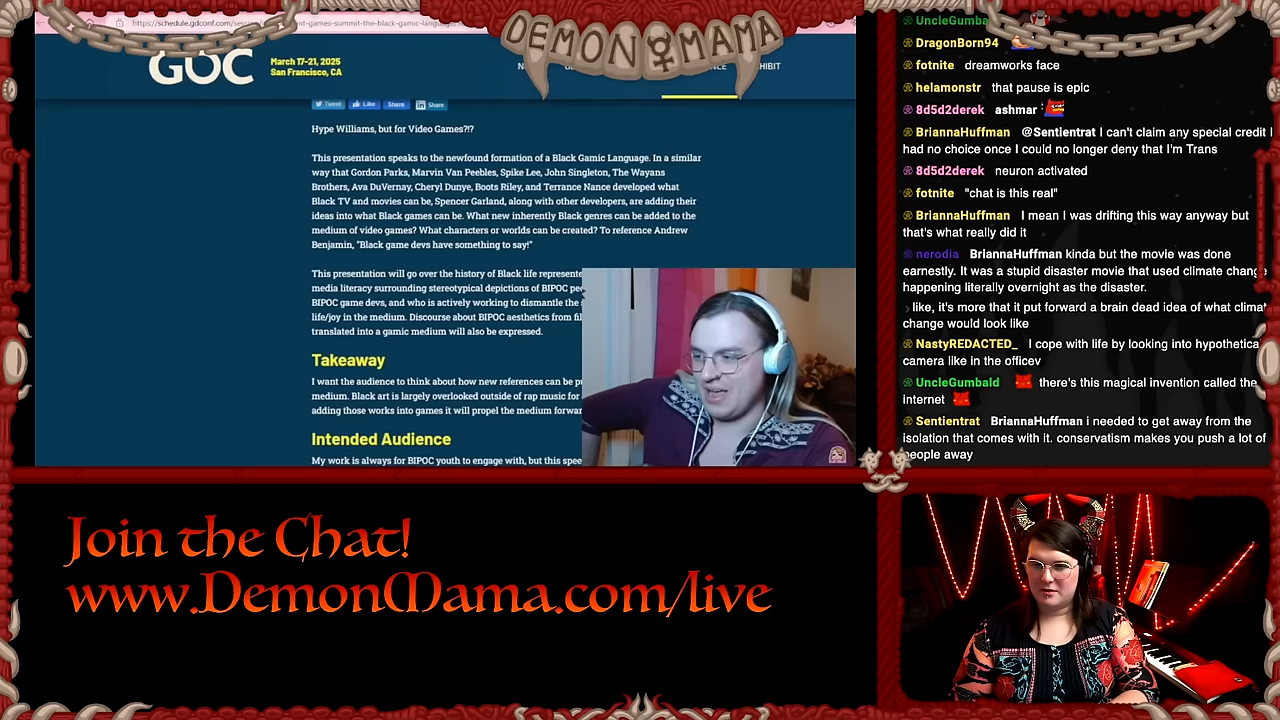 https://schedule.gdconf.com/sess
ent-games-summit-the-black-gamic-langua
DEMON MAMA
GDC
March 17-21, 2025
San Francisco, CA
Tweet Like Share Share
Hype Williams, but for Video Games?!?
This presentation speaks to the newfound formation of a Black Gamic Language. In a similar
way that Gordon Parks, Marvin Van Peebles, Spike Lee, John Singleton, The Wayans
Brothers, Ava DuVernay, Cheryl Dunye, Boots Riley, and Terrance Nance developed what
Black TV and movies can be, Spencer Garland, along with other developers, are adding their
ideas into what Black games can be. What new inherently Black genres can be added to the
medium of video games? What characters or worlds can be created? To reference Andrew
Benjamin, "Black game devs have something to say!"
This presentation will go over the history of Black life represente
media literacy surrounding stereotypical depictions of BIPOC pe
BIPOC game devs, and who is actively working to dismantle the
life/joy in the medium. Discourse about BIPOC aesthetics from fil
translated into a gamic medium will also be expressed.
Takeaway
I want the audience to think about how new references can be pu
medium. Black art is largely overlooked outside of rap music for
adding those works into games it will propel the medium forwar
Intended Audience
My work is always for BIPOC youth to engage with, but this spee
UncleGumba
DragonBorn94
fotnite dreamworks face
helamonstr that pause is epic
8d5d2derek ashmar
BriannaHuffman @Sentientrat I can't claim any special credit I
had no choice once I could no longer deny that I'm Trans
8d5d2derek neuron activated
fotnite "chat is this real"
BriannaHuffman I mean I was drifting this way anyway but
that's what really did it
nerodia BriannaHuffman kinda but the movie was done
earnestly. It was a stupid disaster movie that used climate change
happening literally overnight as the disaster.
like, it's more that it put forward a brain dead idea of what climat
change would look like
NastyREDACTED_ I cope with life by looking into hypothetica
camera like in the officev
UncleGumbald there's this magical invention called the
internet
Sentientrat BriannaHuffman i needed to get away from the
isolation that comes with it. conservatism makes you push a lot of
people away
Join the Chat!
www.DemonMama.com/live